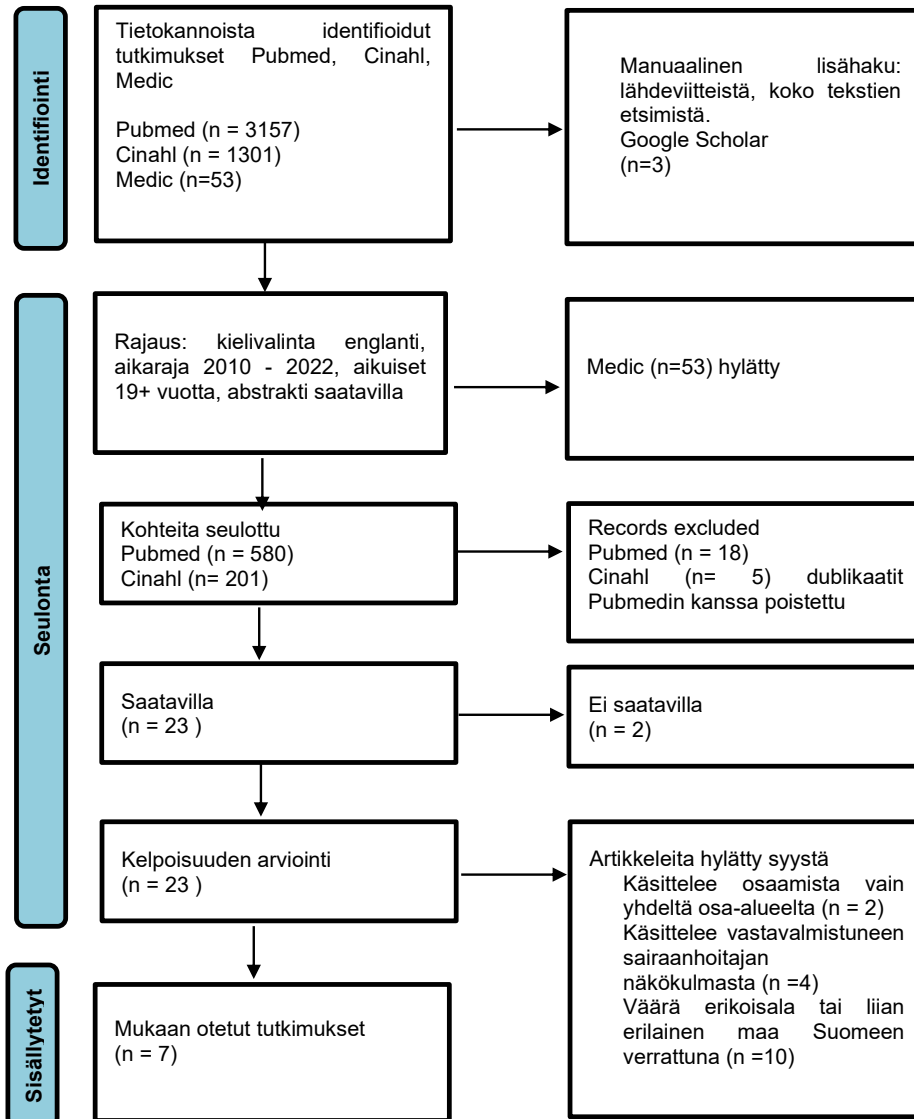 Identifiointi
Tietokannoista identifioidut
tutkimukset Pubmed, Cinahl,
Medic
Pubmed (n = 3157)
Cinahl (n = 1301)
Medic (n=53)
Manuaalinen lisähaku:
lähdeviitteistä, koko tekstien
etsimistä.
Google Scholar
(n=3)
Seulonta
Rajaus: kielivalinta englanti,
aikaraja 2010 - 2022, aikuiset
19+ vuotta, abstrakti saatavilla
Medic (n=53) hylätty
Kohteita seulottu
Pubmed (n = 580)
Cinahl (n= 201)
Records excluded
Pubmed (n = 18)
Cinahl (n= 5) dublikaatit
Pubmedin kanssa poistettu
Saatavilla
(n = 23 )
Ei saatavilla
(n = 2)
Kelpoisuuden arviointi
(n = 23 )
Artikkeleita hylätty syystä
Käsittelee osaamista vain
yhdeltä osa-alueelta (n = 2)
Käsittelee vastavalmistuneen
sairaanhoitajan
näkökulmasta (n =4)
Väärä erikoisala tai liian
erilainen maa Suomeen
verrattuna (n =10)
Sisällytetyt
Mukaan otetut tutkimukset
(n = 7)